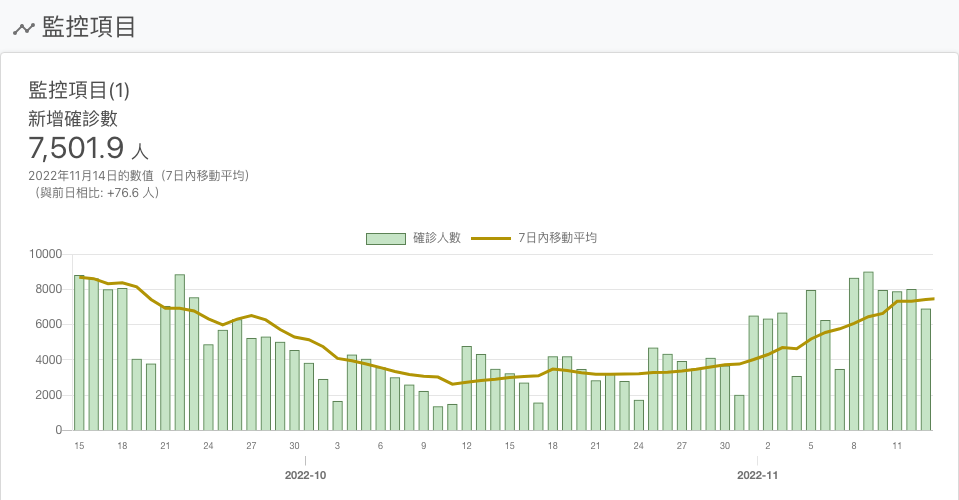 監控項目
監控項目(1)
新增確診數
7,501.9 人
2022年11月14日的數值（7日內移動平均）
（與前日相比: +76.6 人）
確診人數 7日內移動平均
10000
8000
6000
4000
2000
0
15 18 21 24 27 30 3 6 9 12 15 18 21 24 27 30 2 5 8 11
2022-10 2022-11